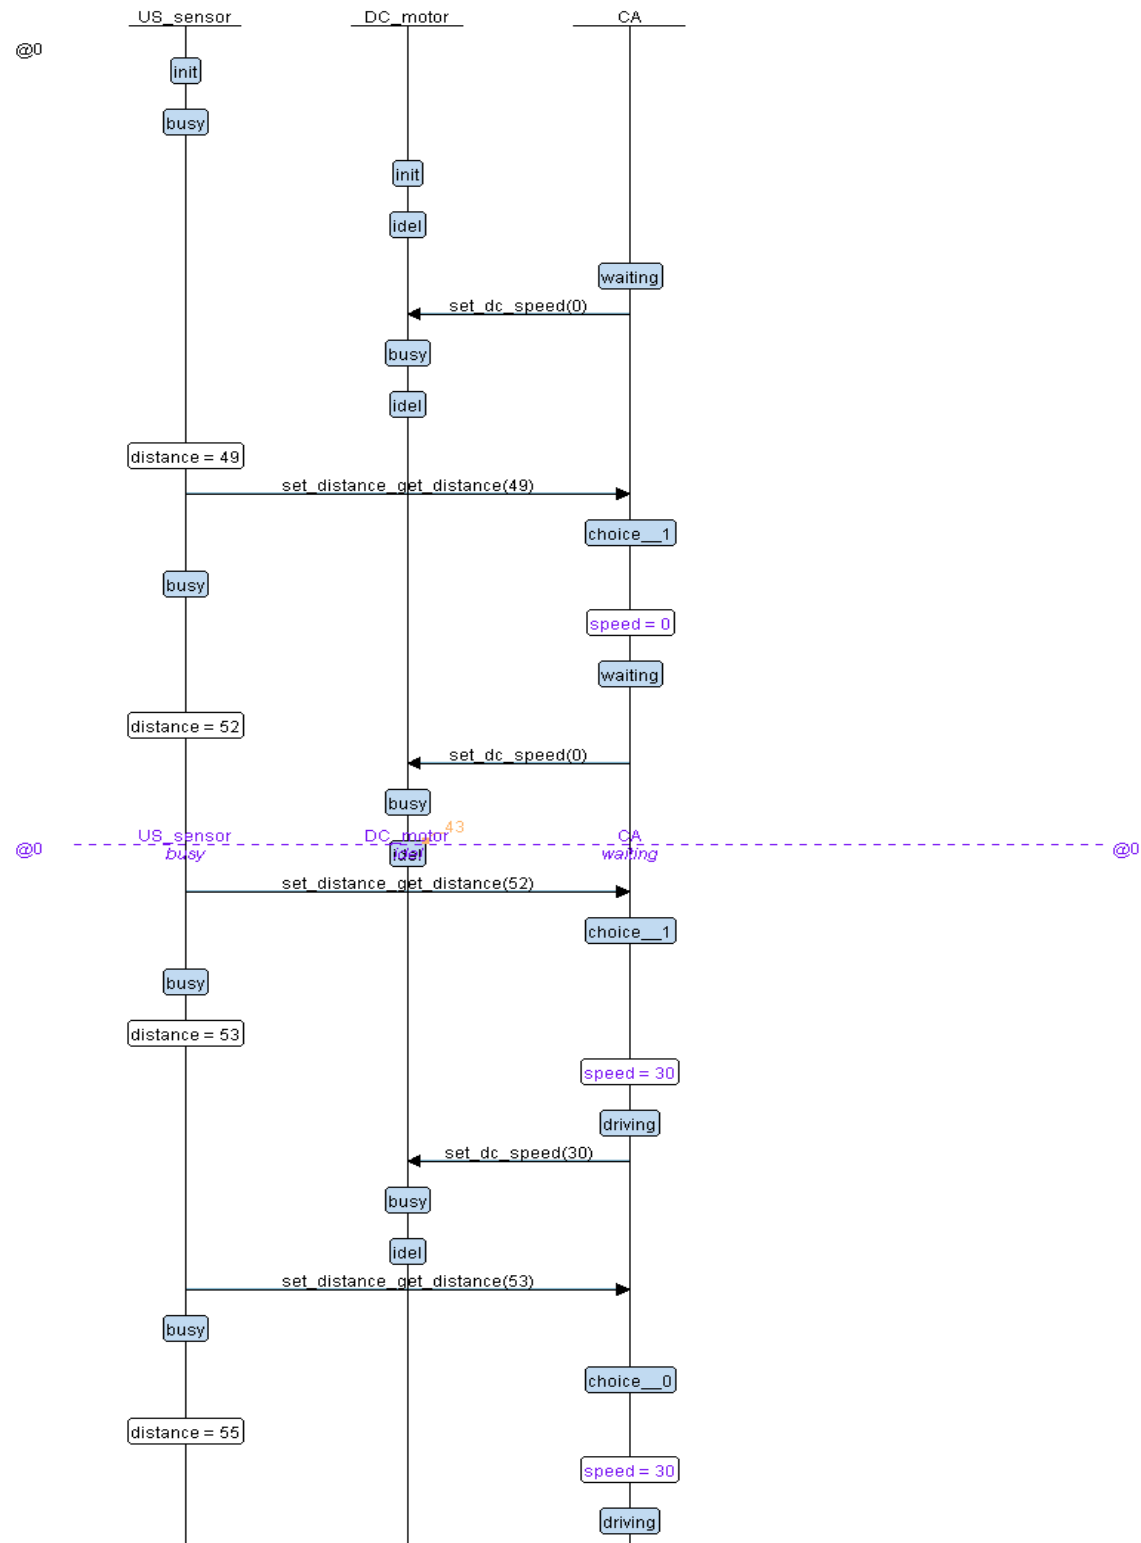 US_sensor DC_motor CA
@0
init
busy
init
idel
waiting
set_dc_speed(0)
busy
idel
distance = 49
set_distance_get_distance(49)
choice__1
busy
speed = 0
waiting
distance = 52
set_dc_speed(0)
busy
43
US_sensor DC_motor CA
@0 busy idel waiting @0
idel
set_distance_get_distance(52)
choice__1
busy
distance = 53
speed = 30
driving
set_dc_speed(30)
busy
idel
set_distance_get_distance(53)
busy
choice__0
distance = 55
speed = 30
driving